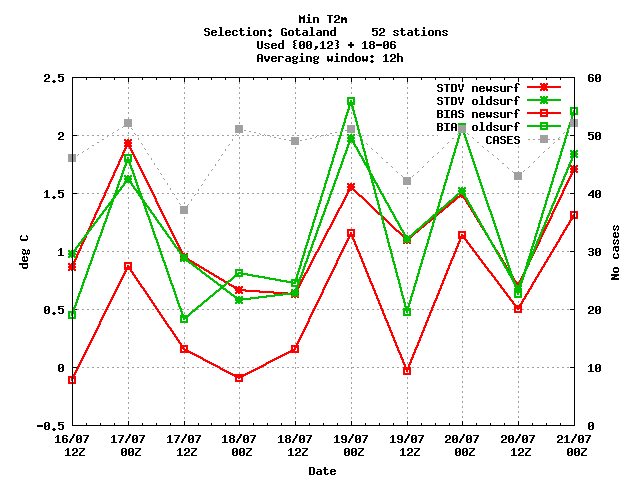 Min T2m
Selection: Gotaland     52 stations
Used {00,12} + 18-06
Averaging window: 12h
STDV newsurf
STDV oldsurf
BIAS newsurf
BIAS oldsurf
CASES
2.5
2
1.5
1
0.5
0
-0.5
deg C
60
50
40
30
20
10
0
No cases
16/07 17/07 17/07 18/07 18/07 19/07 19/07 20/07 20/07 21/07
12Z 00Z 12Z 00Z 12Z 00Z 12Z 00Z 12Z 00Z
Date